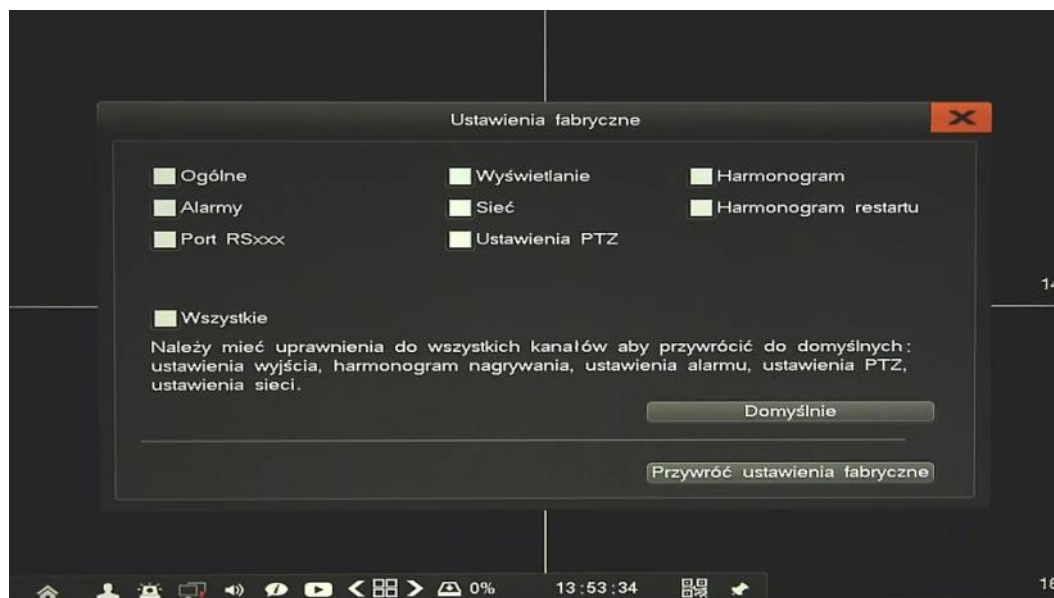 Ustawienia fabryczne
Ogólne
Wyświetlanie
Harmonogram
Alarmy
Sieć
Harmonogram restartu
Port RSxxx
Ustawienia PTZ
Wszystkie
Należy mieć uprawnienia do wszystkich kanałów aby przywrócić do domyślnych:
ustawienia wyjścia, harmonogram nagrywania, ustawienia alarmu, ustawienia PTZ,
ustawienia sieci.
Domyślnie
Przywróć ustawienia fabryczne
14
0%
13:53:34
16